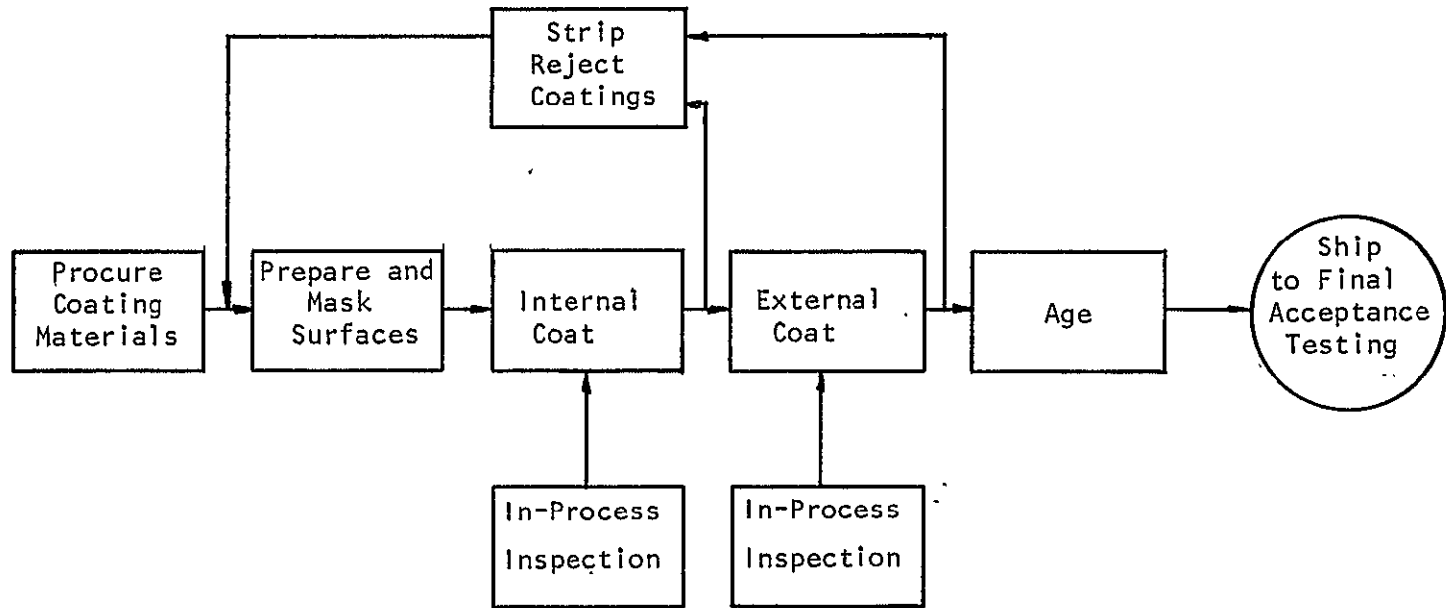 Strip
Reject
Coatings
Procure
Coating
Materials
Prepare and
Mask
Surfaces
Internal
Coat
External
Coat
Age
Ship
to Final
Acceptance
Testing
In-Process
Inspection
In-Process
Inspection